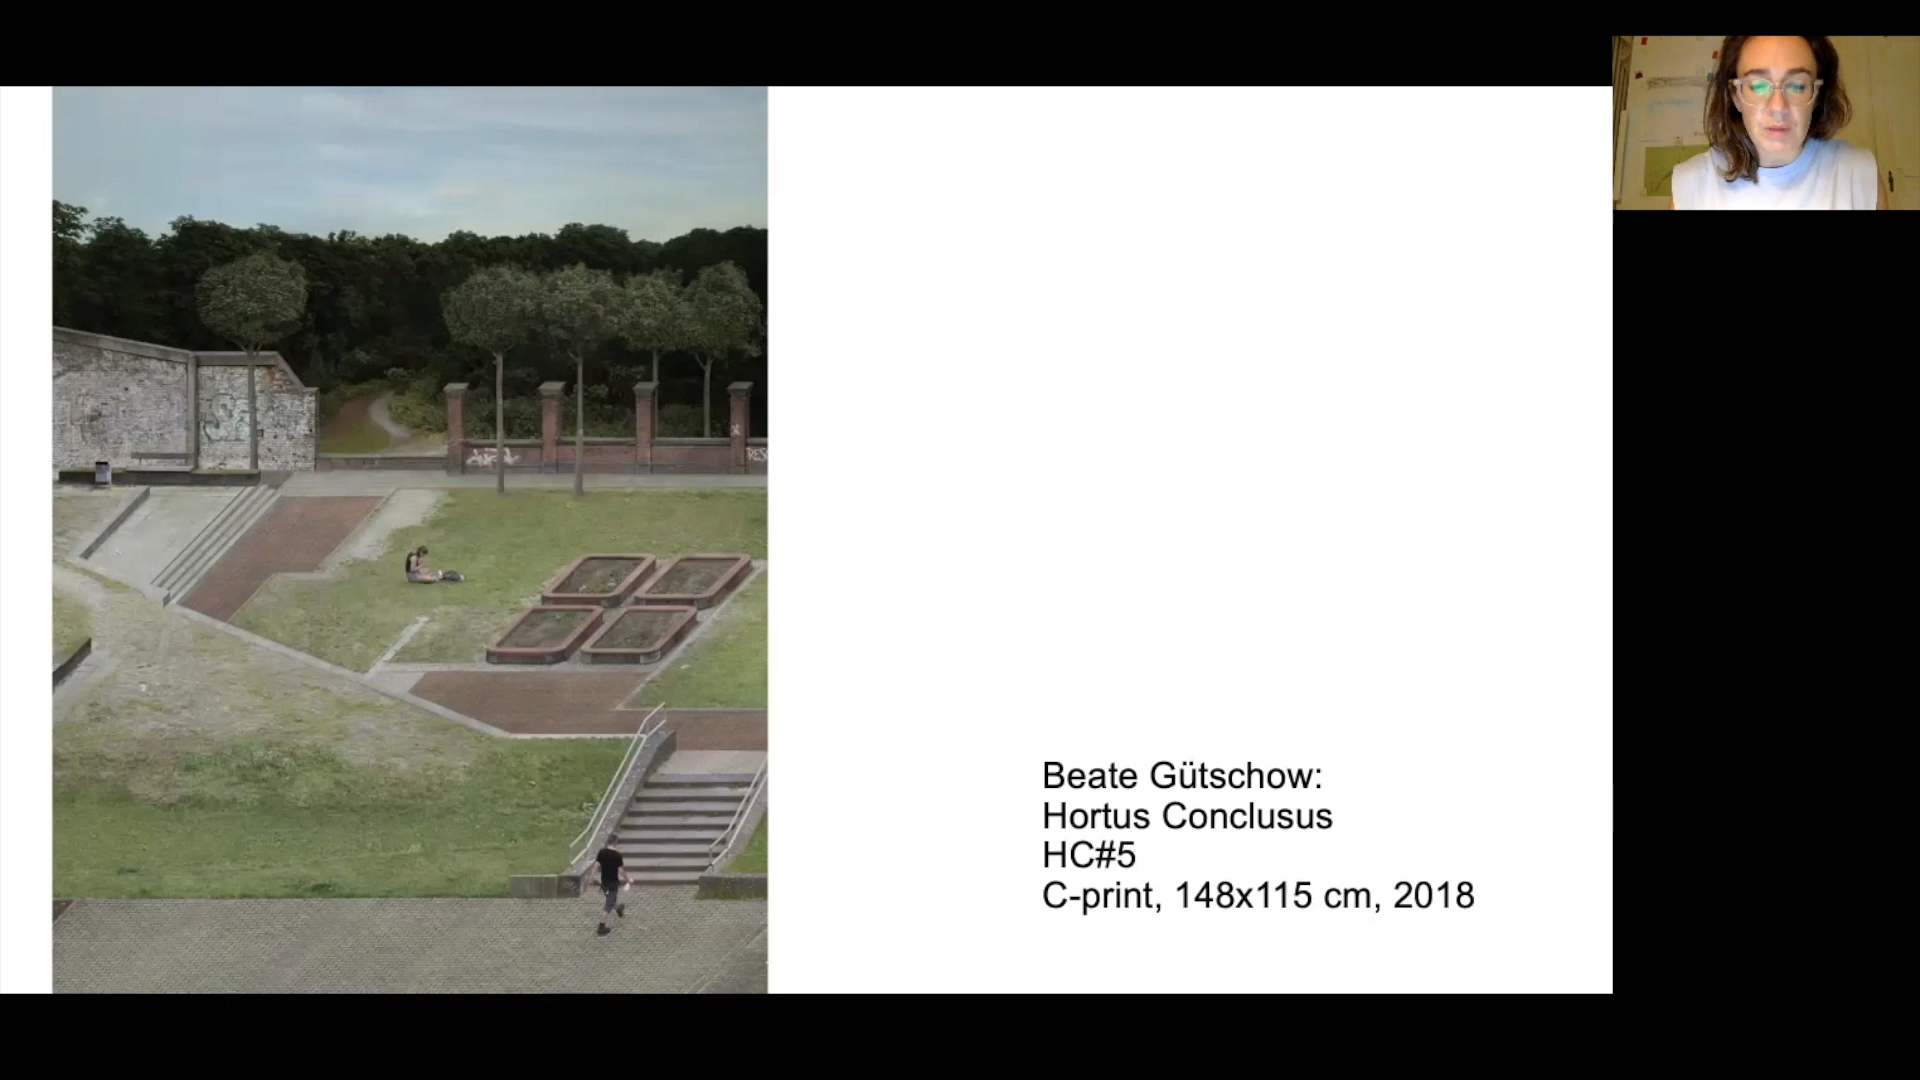 Beate Gütschow:
Hortus Conclusus
HC#5
C-print, 148x115 cm, 2018